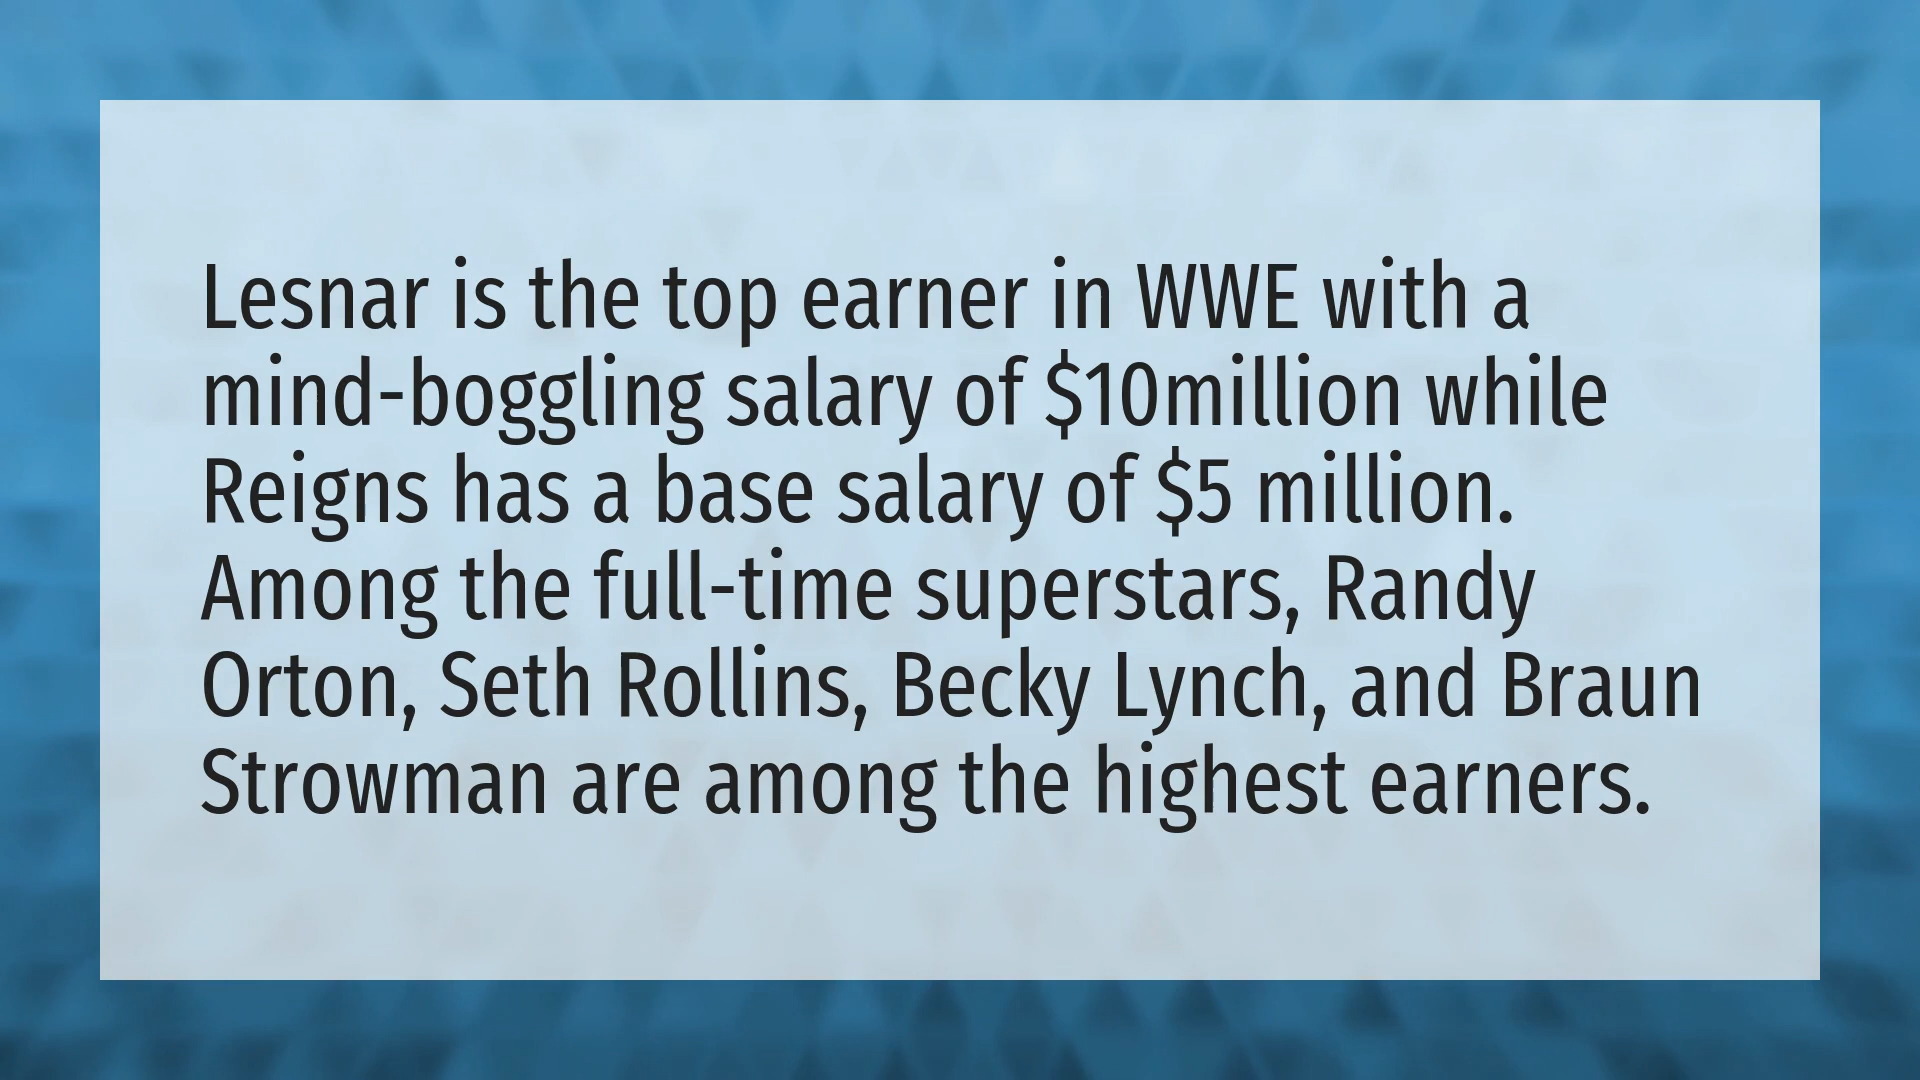 Lesnar is the top earner in WWE with a
mind-boggling salary of $10million while
Reigns has a base salary of $5 million.
Among the full-time superstars, Randy
Orton, Seth Rollins, Becky Lynch, and Braun
Strowman are among the highest earners.